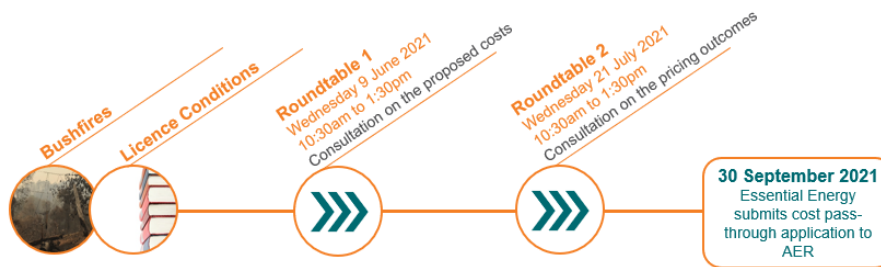 Bushfires
Licence Conditions
Roundtable 1
Wednesday 9 June 2021
10:30am to 1:30pm
Consultation on the proposed costs
Roundtable 2
Wednesday 21 July 2021
10:30am to 1:30pm
Consultation on the pricing outcomes
30 September 2021
Essential Energy
submits cost pass-
through application to
AER